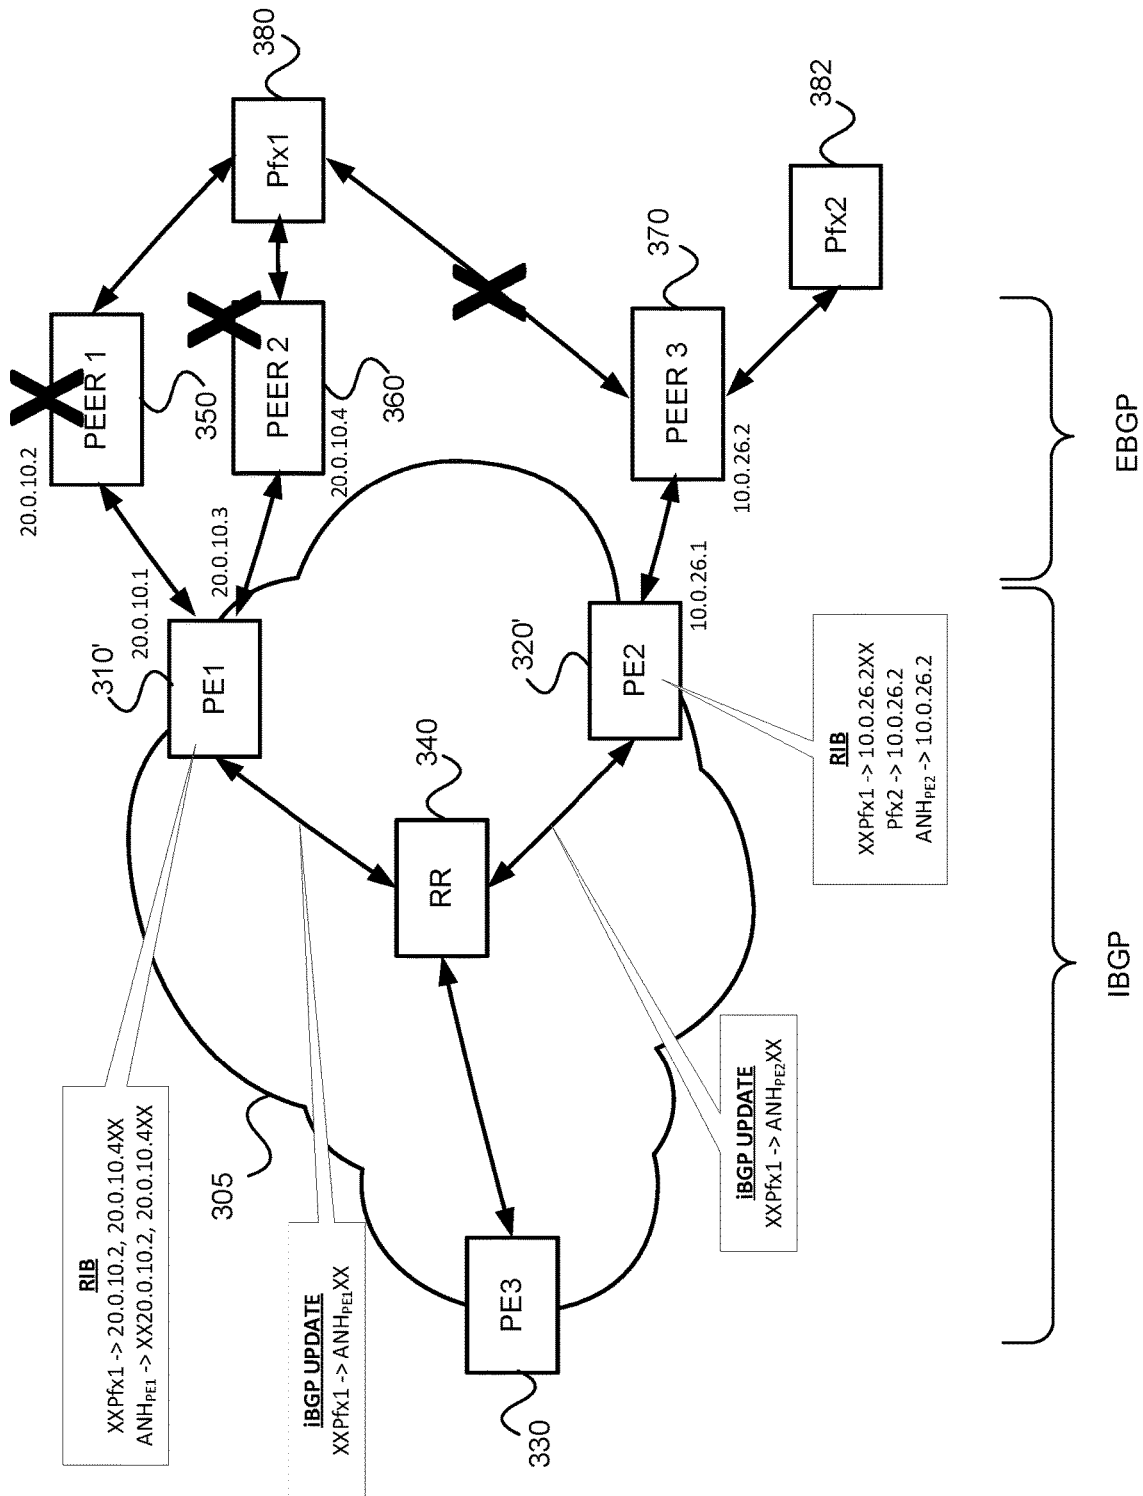 RIB
XXPfx1 -> 20.0.10.2, 20.0.10.4XX
ANHPE1 -> XX20.0.10.2, 20.0.10.4XX
iBGP UPDATE
XXPfx1 -> ANHPE1XX
305
310'
PE1
20.0.10.1
20.0.10.3
20.0.10.2
PEER 1
350
PEER 2
20.0.10.4
360
Pfx1
380
330
PE3
RR
340
320'
PE2
10.0.26.1
PEER 3
370
10.0.26.2
Pfx2
382
iBGP UPDATE
XXPfx1 -> ANHPE2XX
RIB
XXPfx1 -> 10.0.26.2XX
Pfx2 -> 10.0.26.2
ANHPE2 -> 10.0.26.2
IBGP
EBGP